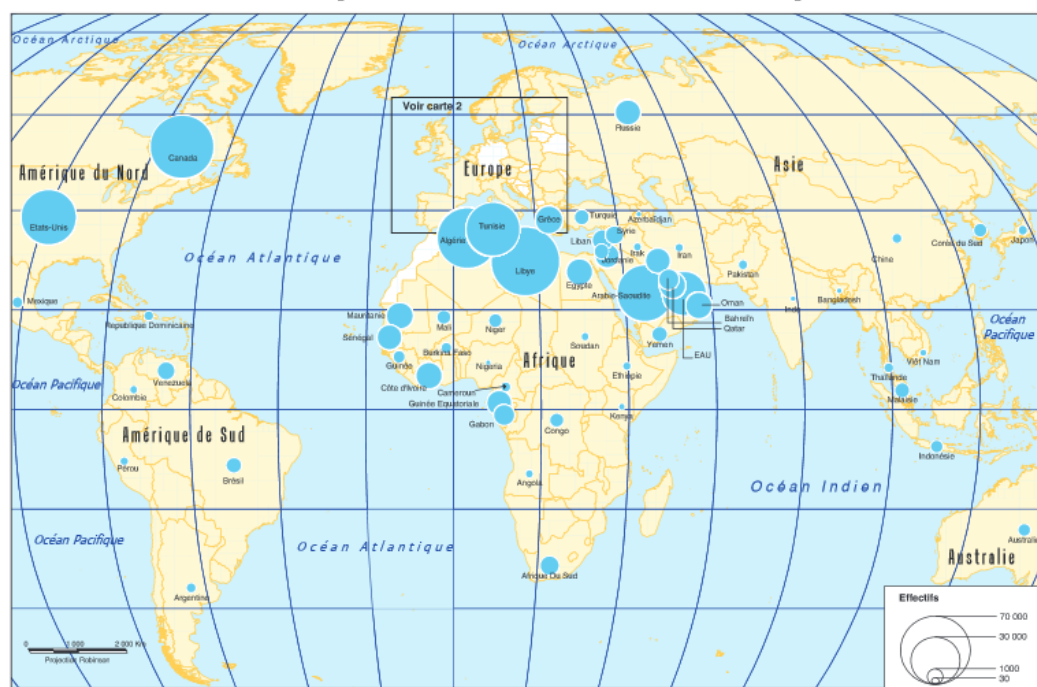 Océan Arctique
Océan Arctique
Voir carte 2
Russie
Canada
Amérique du Nord
Europe
Asie
Etats-Unis
Algérie
Tunisie
Grèce
Turquie
Azerbaïdjan
Syrie
Liban
Jordanie
Irak
Iran
Libye
Egypte
Chine
Corée du Sud
Japon
Océan Atlantique
Pakistan
Arabie-Saoudite
Inde
Bangladesh
Oman
Bahreïn
Qatar
EAU
Mexique
République Dominicaine
Mauritanie
Mali
Niger
Sénégal
Burkina Faso
Soudan
Yemen
Océan
Pacifique
Guinée
Nigeria
Afrique
Viêt Nam
Océan Pacifique
Venezuela
Colombie
Côte d'Ivoire
Cameroun
Ethiopie
Thaïlande
Malaisie
Guinée Equatoriale
Gabon
Congo
Kenya
Amérique de Sud
Indonésie
Pérou
Brésil
Angola
Océan Indien
Océan Pacifique
Océan Atlantique
Australie
Australie
Afrique Du Sud
Argentine
Effectifs
70 000
30 000
1000
30
0 1 000 2 000 Km
Projection Robinson